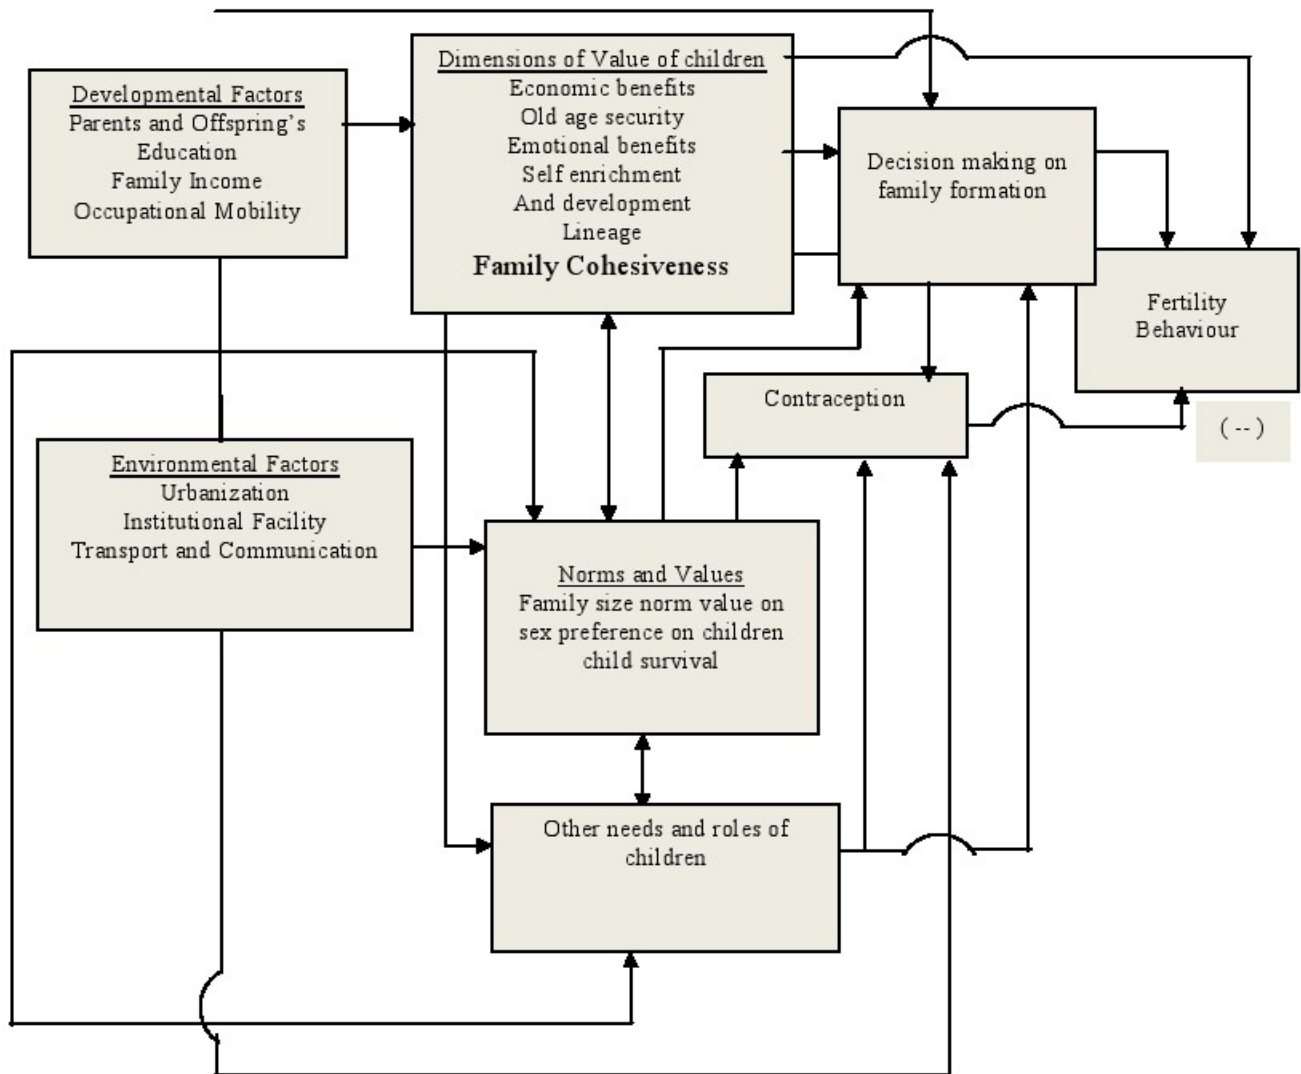 Dimensions of Value of children
Economic benefits
Old age security
Emotional benefits
Self enrichment
And development
Lineage
Family Cohesiveness
Developmental Factors
Parents and Offspring's
Education
Family Income
Occupational Mobility
Decision making on
family formation
Fertility
Behaviour
( -- )
Contraception
Environmental Factors
Urbanization
Institutional Facility
Transport and Communication
Norms and Values
Family size norm value on
sex preference on children
child survival
Other needs and roles of
children